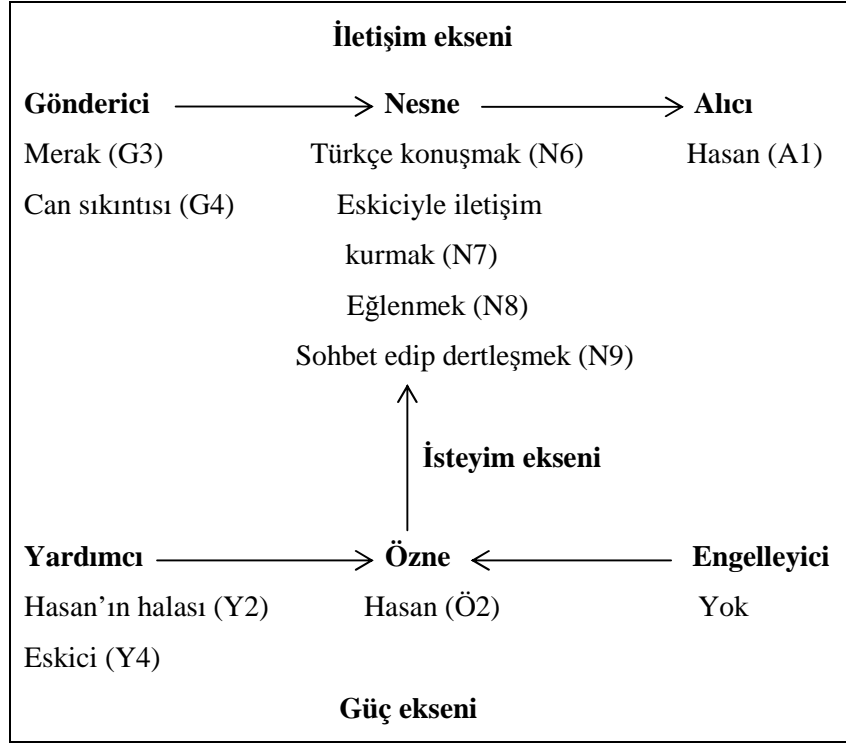 İletişim ekseni
Gönderici Nesne Alıcı
Merak (G3) Türkçe konuşmak (N6) Hasan (A1)
Can sıkıntısı (G4) Eskiciyle iletişim
kurmak (N7)
Eğlenmek (N8)
Sohbet edip dertleşmek (N9)
İsteyim ekseni
Yardımcı Özne Engelleyici
Hasan’ın halası (Y2) Hasan (Ö2) Yok
Eskici (Y4)
Güç ekseni